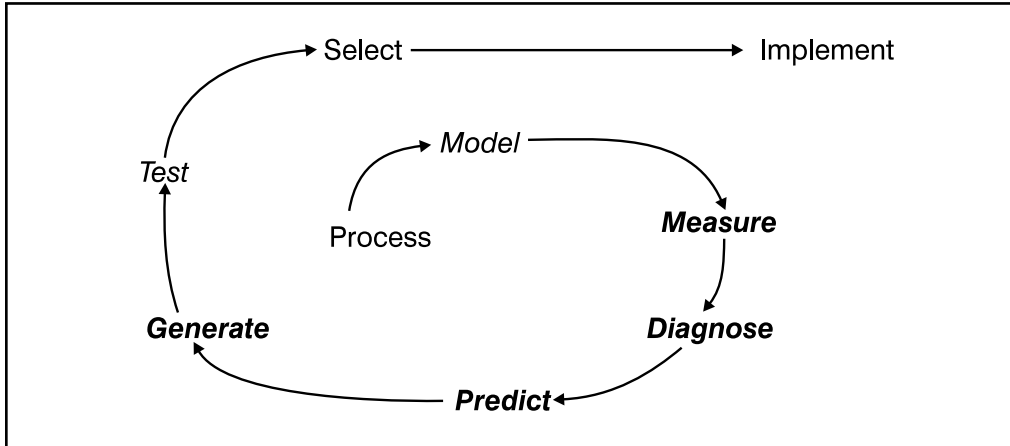 Select
Implement
Model
Test
Measure
Process
Generate
Diagnose
Predict